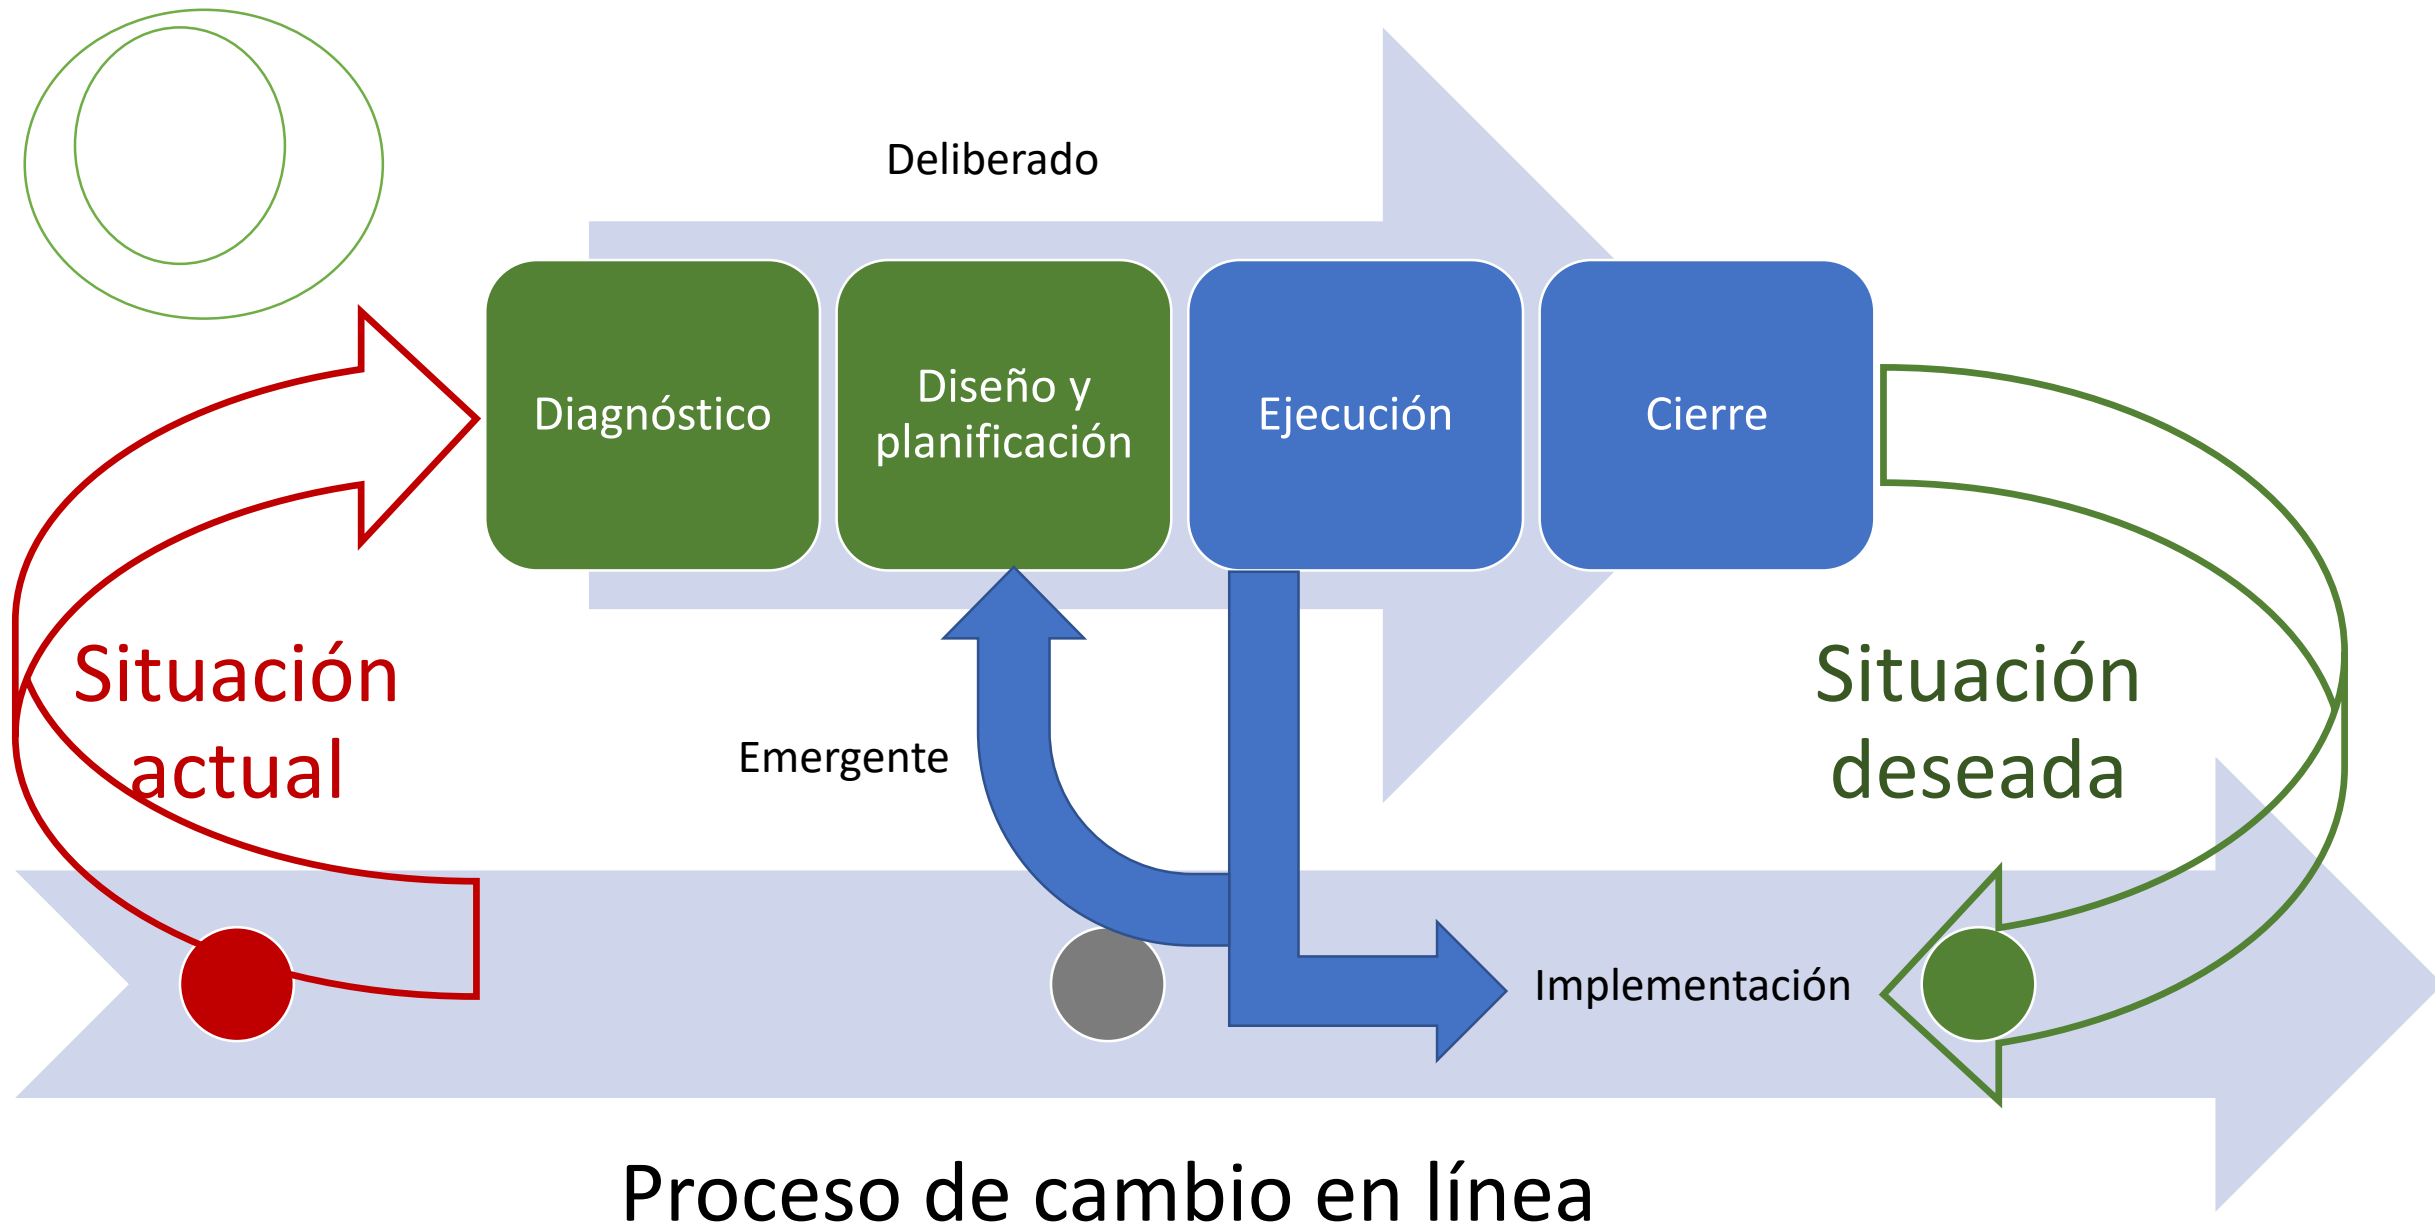 Deliberado
Diagnóstico
Diseño y
planificación
Ejecución
Cierre
Situación
actual
Emergente
Situación
deseada
Implementación
Proceso de cambio en línea